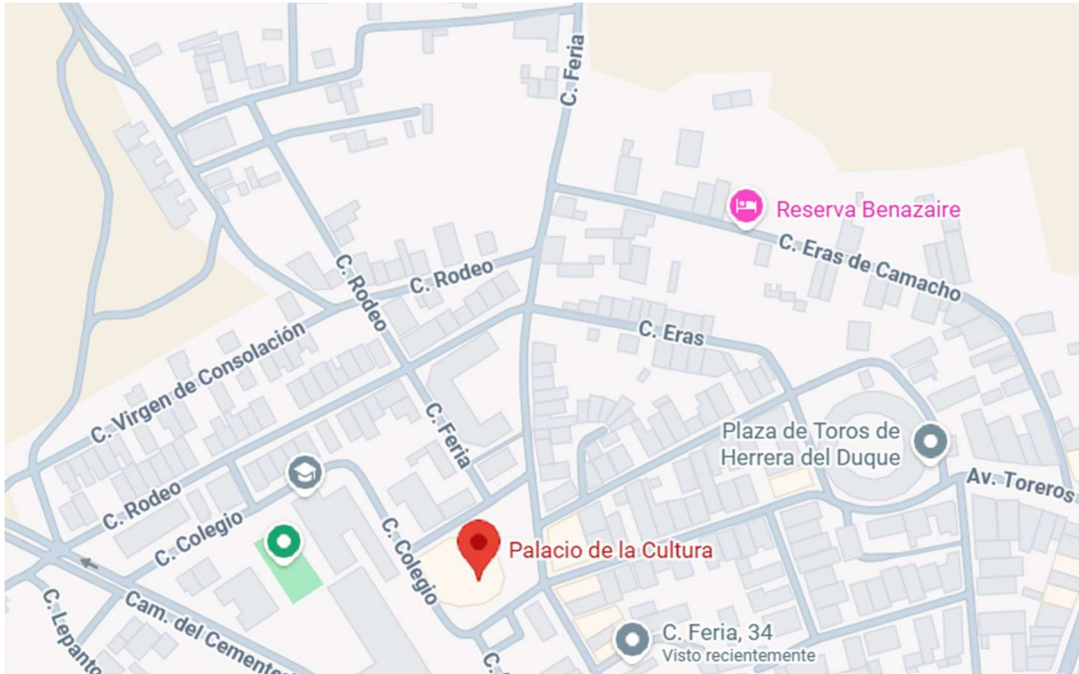 C. Feria
Reserva Benazaire
C. Eras de Camacho
C. Rodeo
C. Rodeo
C. Eras
C. Virgen de Consolación
C. Feria
Plaza de Toros de
Herrera del Duque
Av. Toreros
C. Rodeo
C. Colegio
C. Colegio
Palacio de la Cultura
C. Lepanto
Cam. del Cemente
C. Feria, 34
Visto recientemente
C.